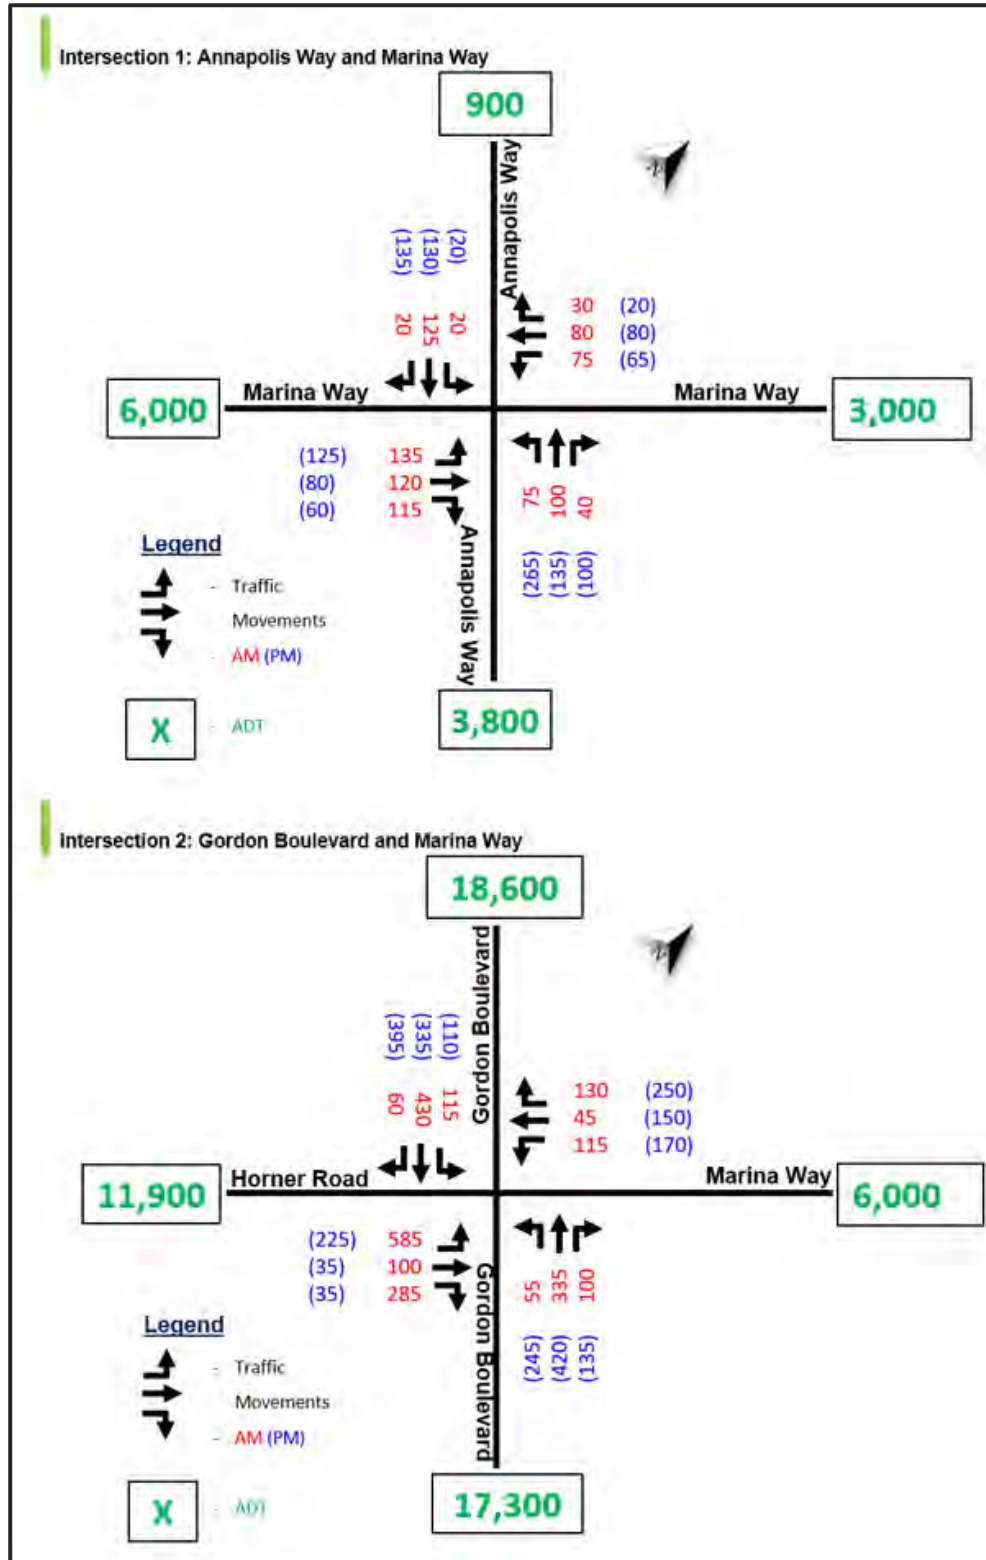 Intersection 1: Annapolis Way and Marina Way
900
Annapolis Way
(135) (130) (20)
20 125 20
30 (20)
80 (80)
75 (65)
Marina Way
Marina Way
6,000
3,000
(125) 135
(80) 120
(60) 115
75 100 40
(265) (135) (100)
Annapolis Way
Legend
- Traffic
Movements
- AM (PM)
X - ADT
3,800
Intersection 2: Gordon Boulevard and Marina Way
18,600
Gordon Boulevard
(395) (335) (110)
60 430 115
130 (250)
45 (150)
115 (170)
Horner Road
Marina Way
11,900
6,000
(225) 585
(35) 100
(35) 285
55 335 100
(245) (420) (135)
Gordon Boulevard
Legend
- Traffic
Movements
- AM (PM)
X - ADT
17,300